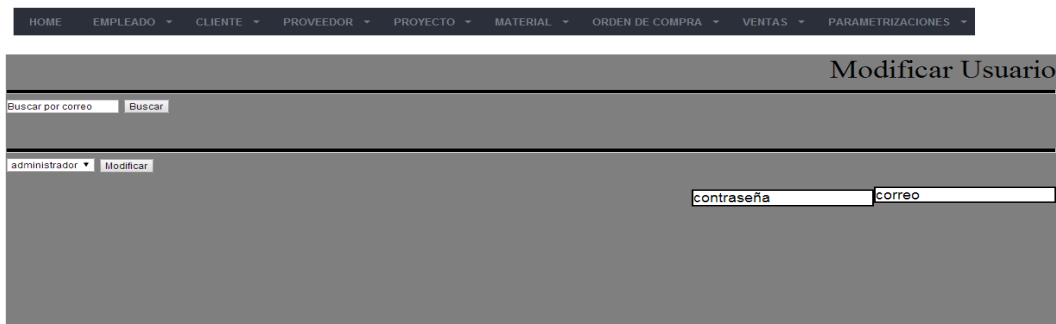 HOME EMPLEADO CLIENTE PROVEEDOR PROYECTO MATERIAL ORDEN DE COMPRA VENTAS PARAMETRIZACIONES
Modificar Usuario
Buscar por correo Buscar
administrador Modificar
contraseña correo